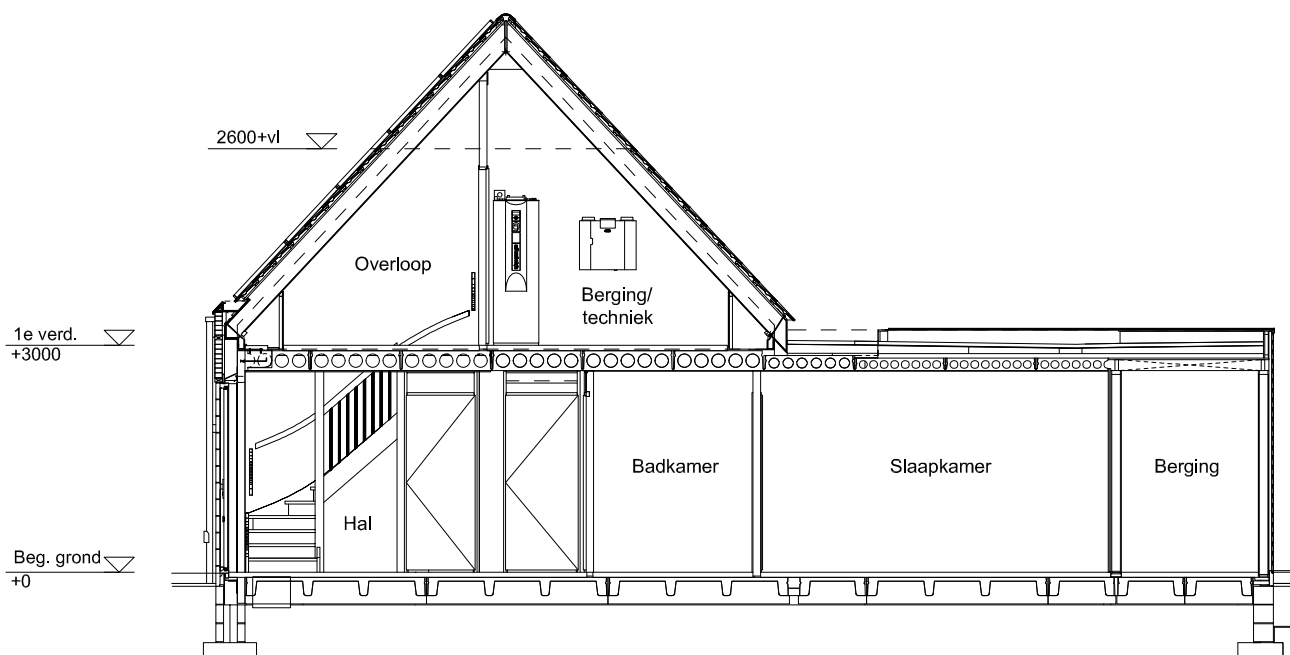 2600+vl
Overloop
Berging/
techniek
1e verd.
+3000
Badkamer
Slaapkamer
Berging
Hal
Beg. grond
+0